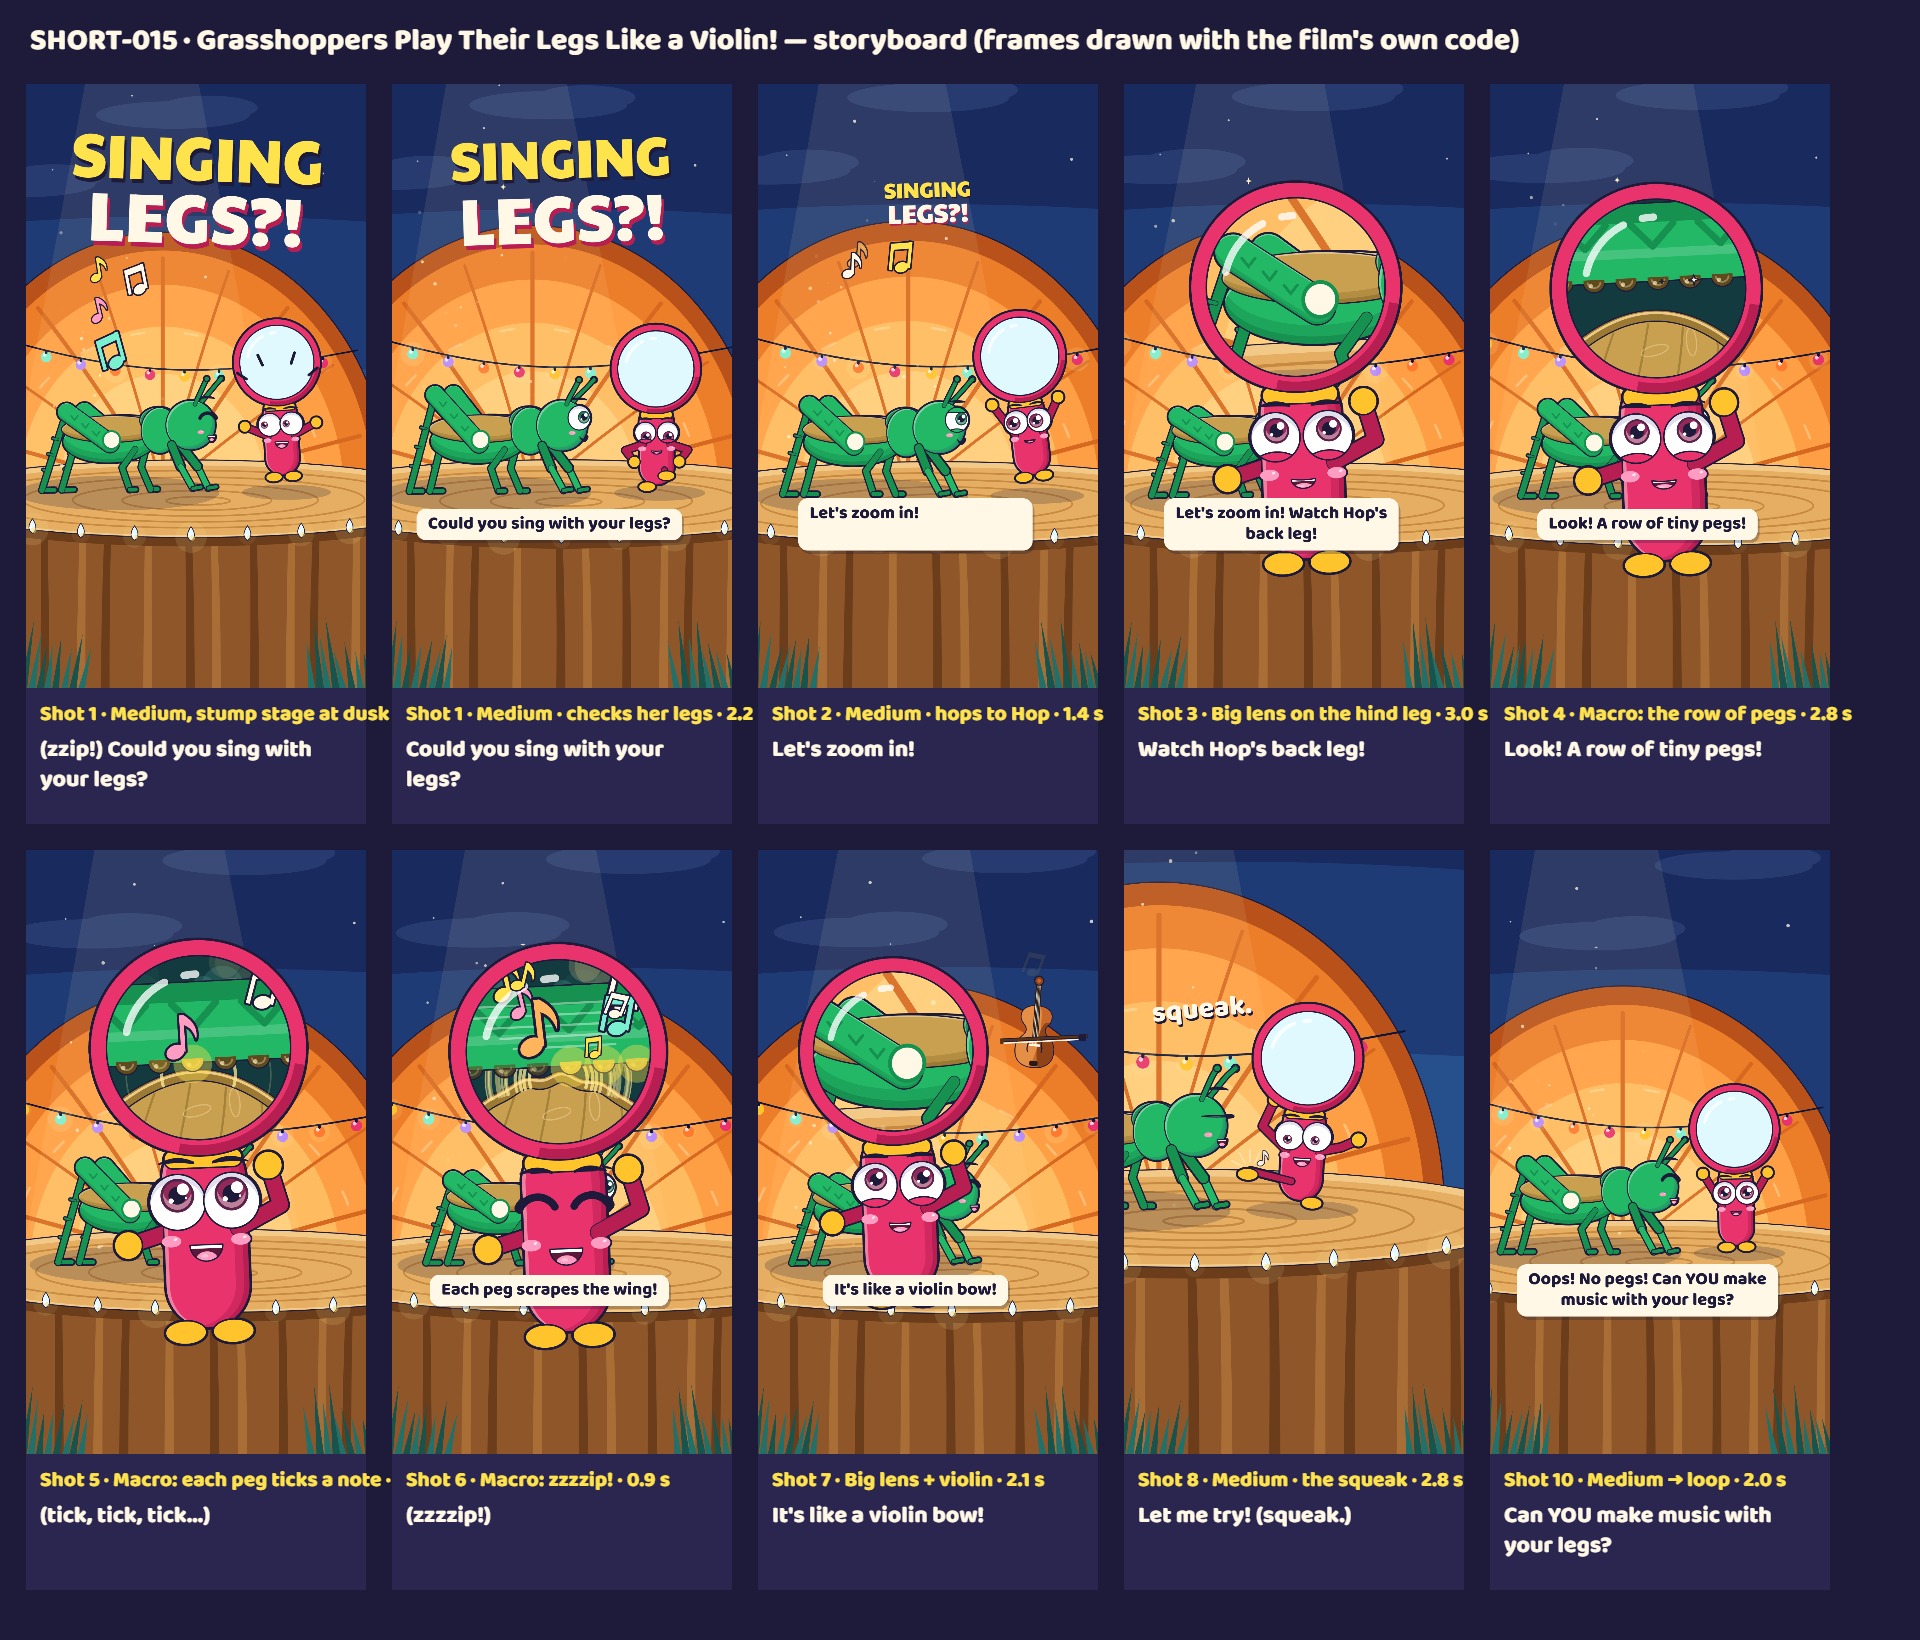 SHORT-015 · Grasshoppers Play Their Legs Like a Violin! — storyboard (frames drawn with the film's own code)
SINGING
LEGS?!
Shot 1 · Medium, stump stage at dusk
(zzip!) Could you sing with
your legs?
SINGING
LEGS?!
Could you sing with your legs?
Shot 1 · Medium · checks her legs · 2.2
Could you sing with your
legs?
SINGING
LEGS?!
Let's zoom in!
Shot 2 · Medium · hops to Hop · 1.4 s
Let's zoom in!
Let's zoom in! Watch Hop's
back leg!
Shot 3 · Big lens on the hind leg · 3.0 s
Watch Hop's back leg!
Look! A row of tiny pegs!
Shot 4 · Macro: the row of pegs · 2.8 s
Look! A row of tiny pegs!
Shot 5 · Macro: each peg ticks a note ·
(tick, tick, tick...)
Each peg scrapes the wing!
Shot 6 · Macro: zzzzip! · 0.9 s
(zzzzip!)
It's like a violin bow!
Shot 7 · Big lens + violin · 2.1 s
It's like a violin bow!
squeak.
Shot 8 · Medium · the squeak · 2.8 s
Let me try! (squeak.)
Oops! No pegs! Can YOU make
music with your legs?
Shot 10 · Medium → loop · 2.0 s
Can YOU make music with
your legs?